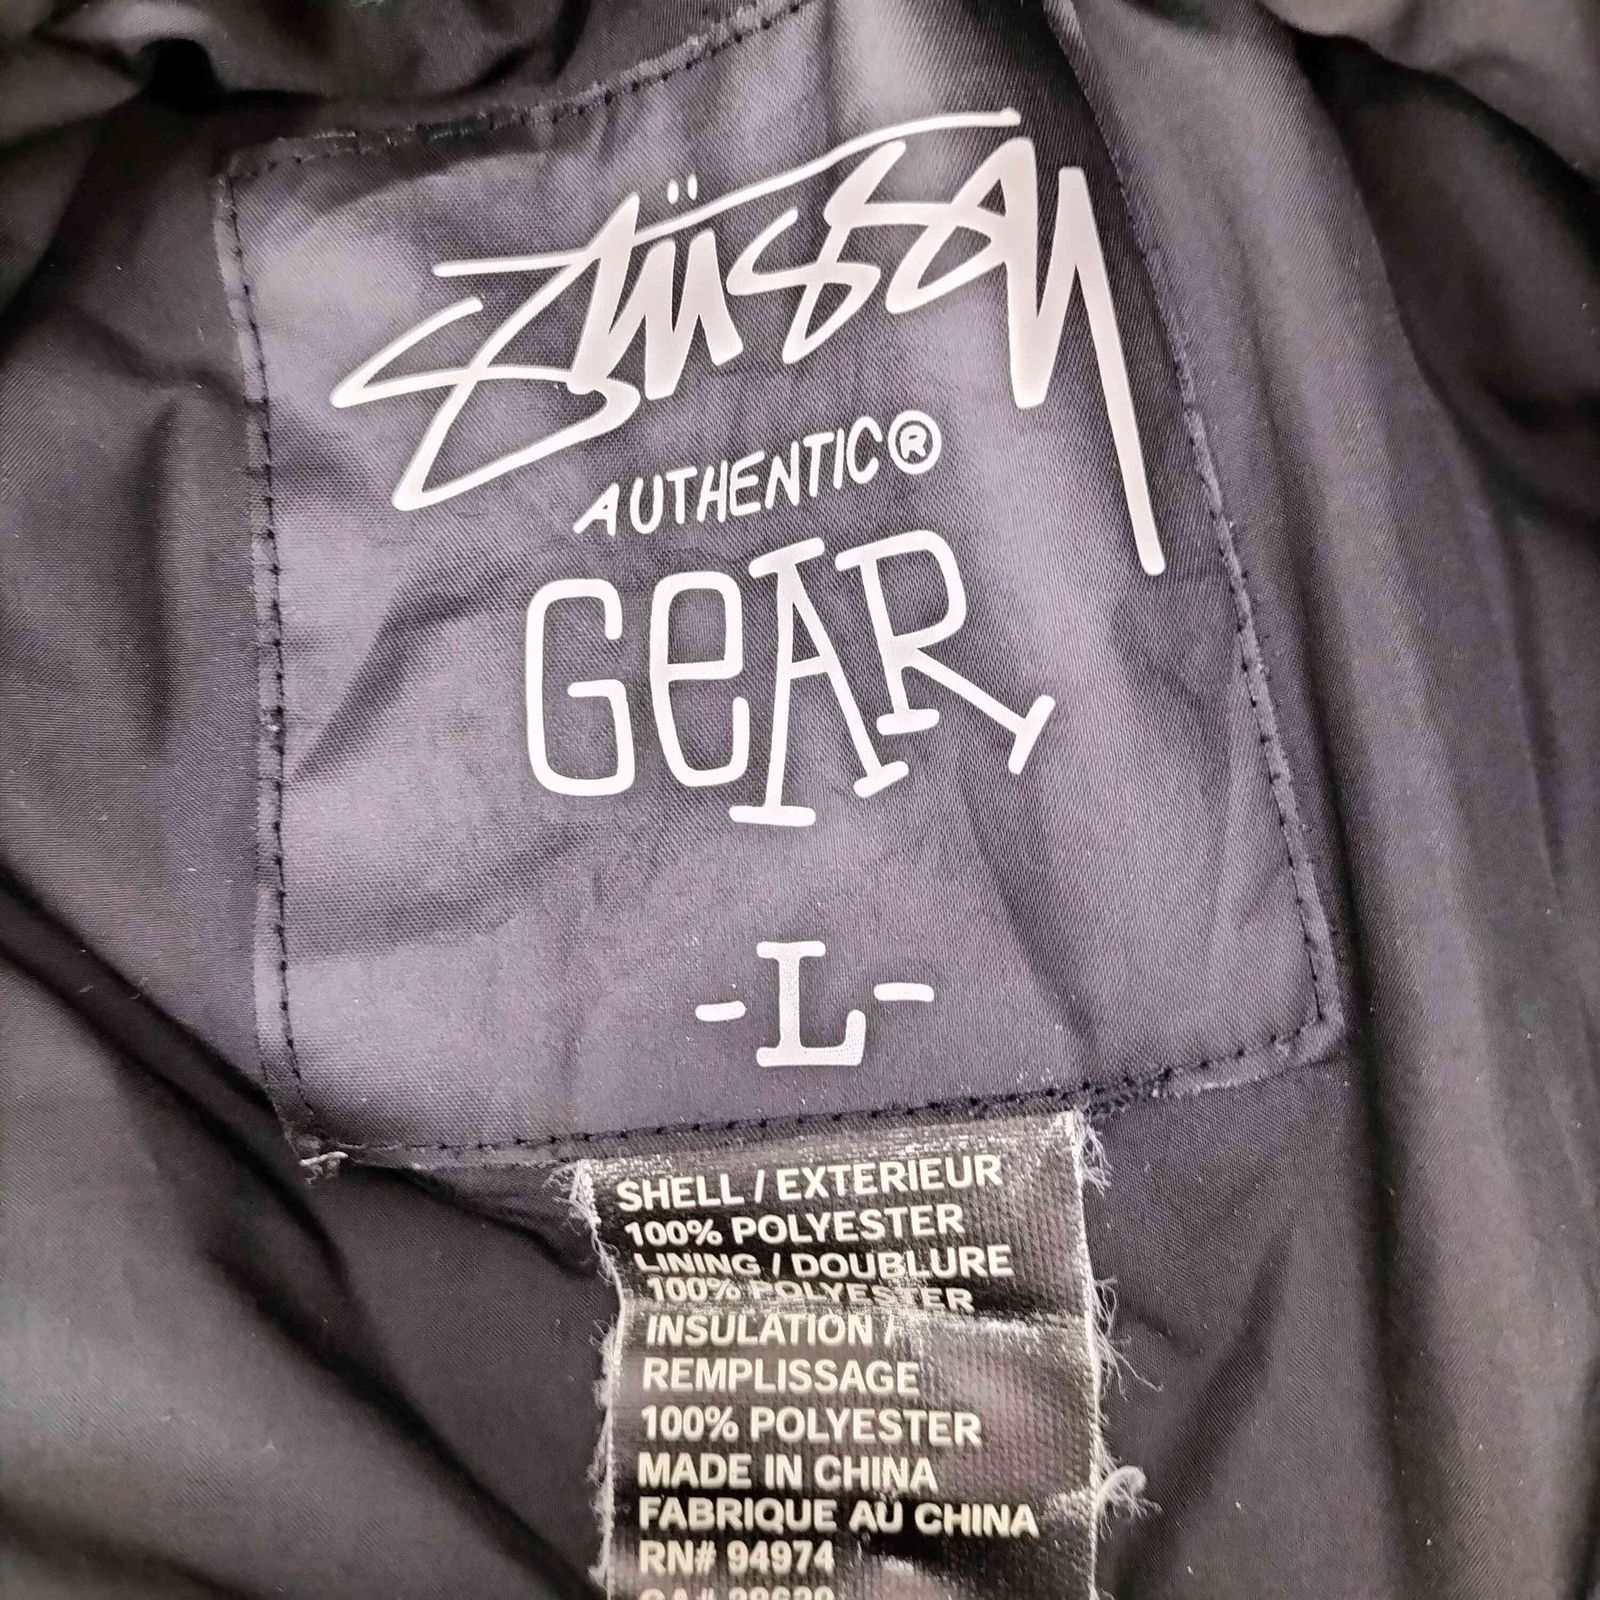 Stüssy
AUTHENTIC®
GeAR
-L-
SHELL / EXTERIEUR
100% POLYESTER
LINING / DOUBLURE
100% POLYESTER
INSULATION /
REMPLISSAGE
100% POLYESTER
MADE IN CHINA
FABRIQUE AU CHINA
RN# 94974